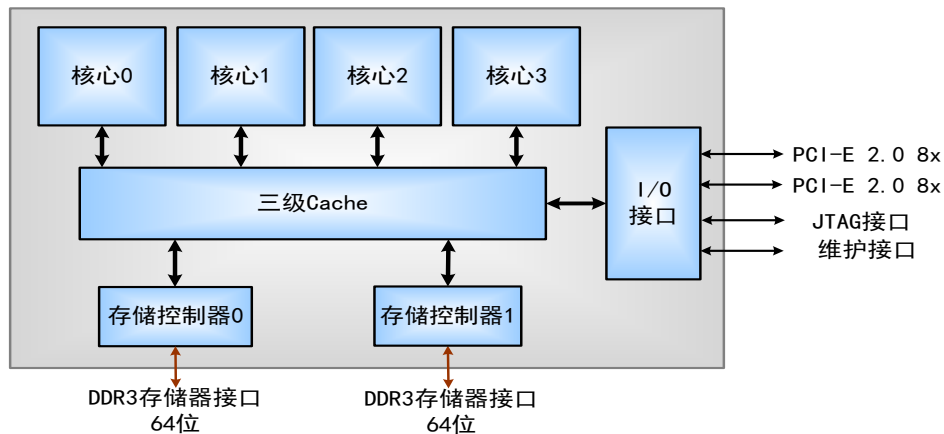 核心0
核心1
核心2
核心3
三级Cache
I/O
接口
PCI-E 2.0 8x
PCI-E 2.0 8x
JTAG接口
维护接口
存储控制器0
存储控制器1
DDR3存储器接口
64位
DDR3存储器接口
64位